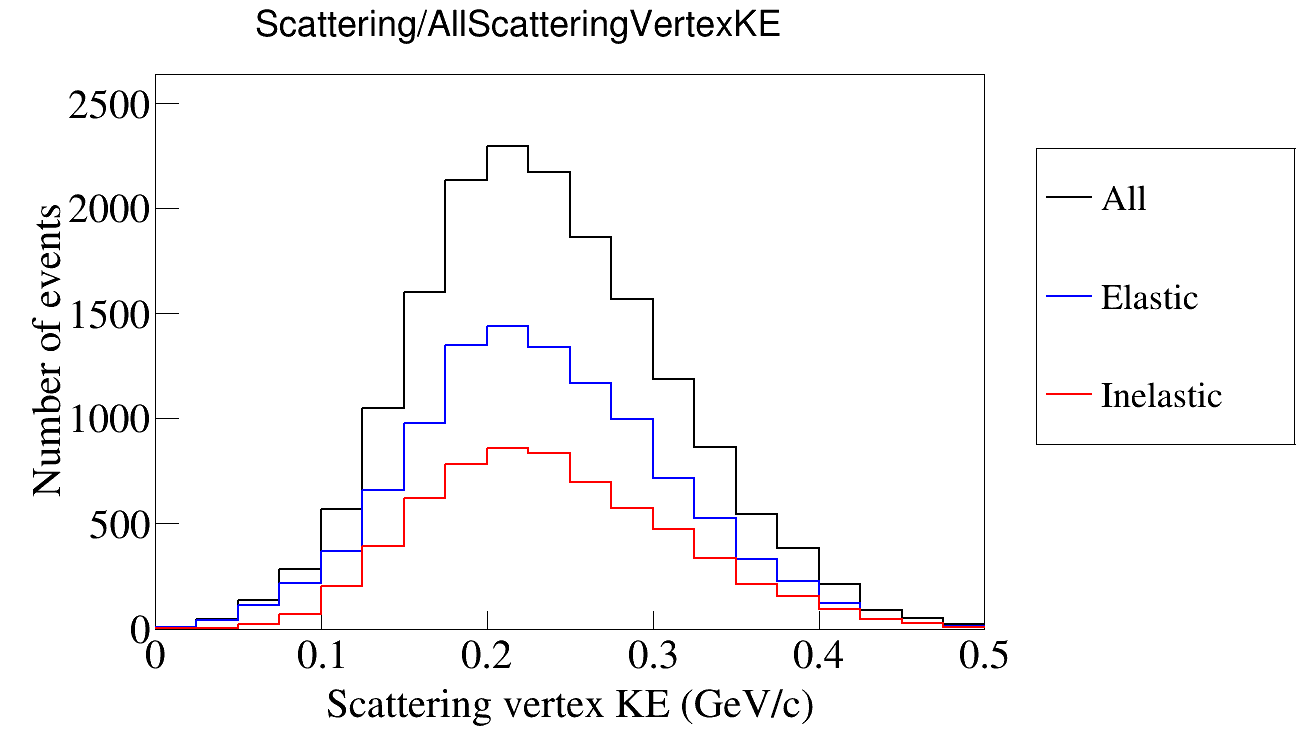 Scattering/AllScatteringVertexKE
2500
2000
1500
1000
500
0
Number of events
0 0.1 0.2 0.3 0.4 0.5
Scattering vertex KE (GeV/c)
All
Elastic
Inelastic